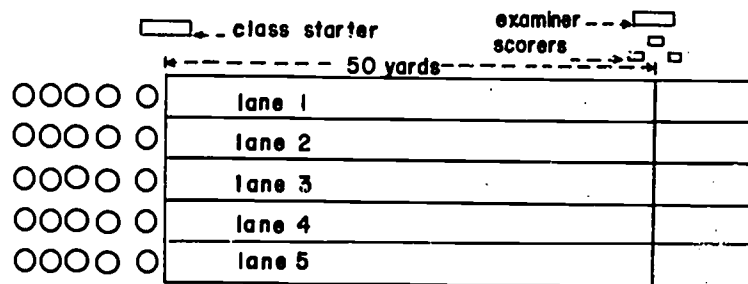 class starter
examiner
scorers
50 yards
lane 1
lane 2
lane 3
lane 4
lane 5